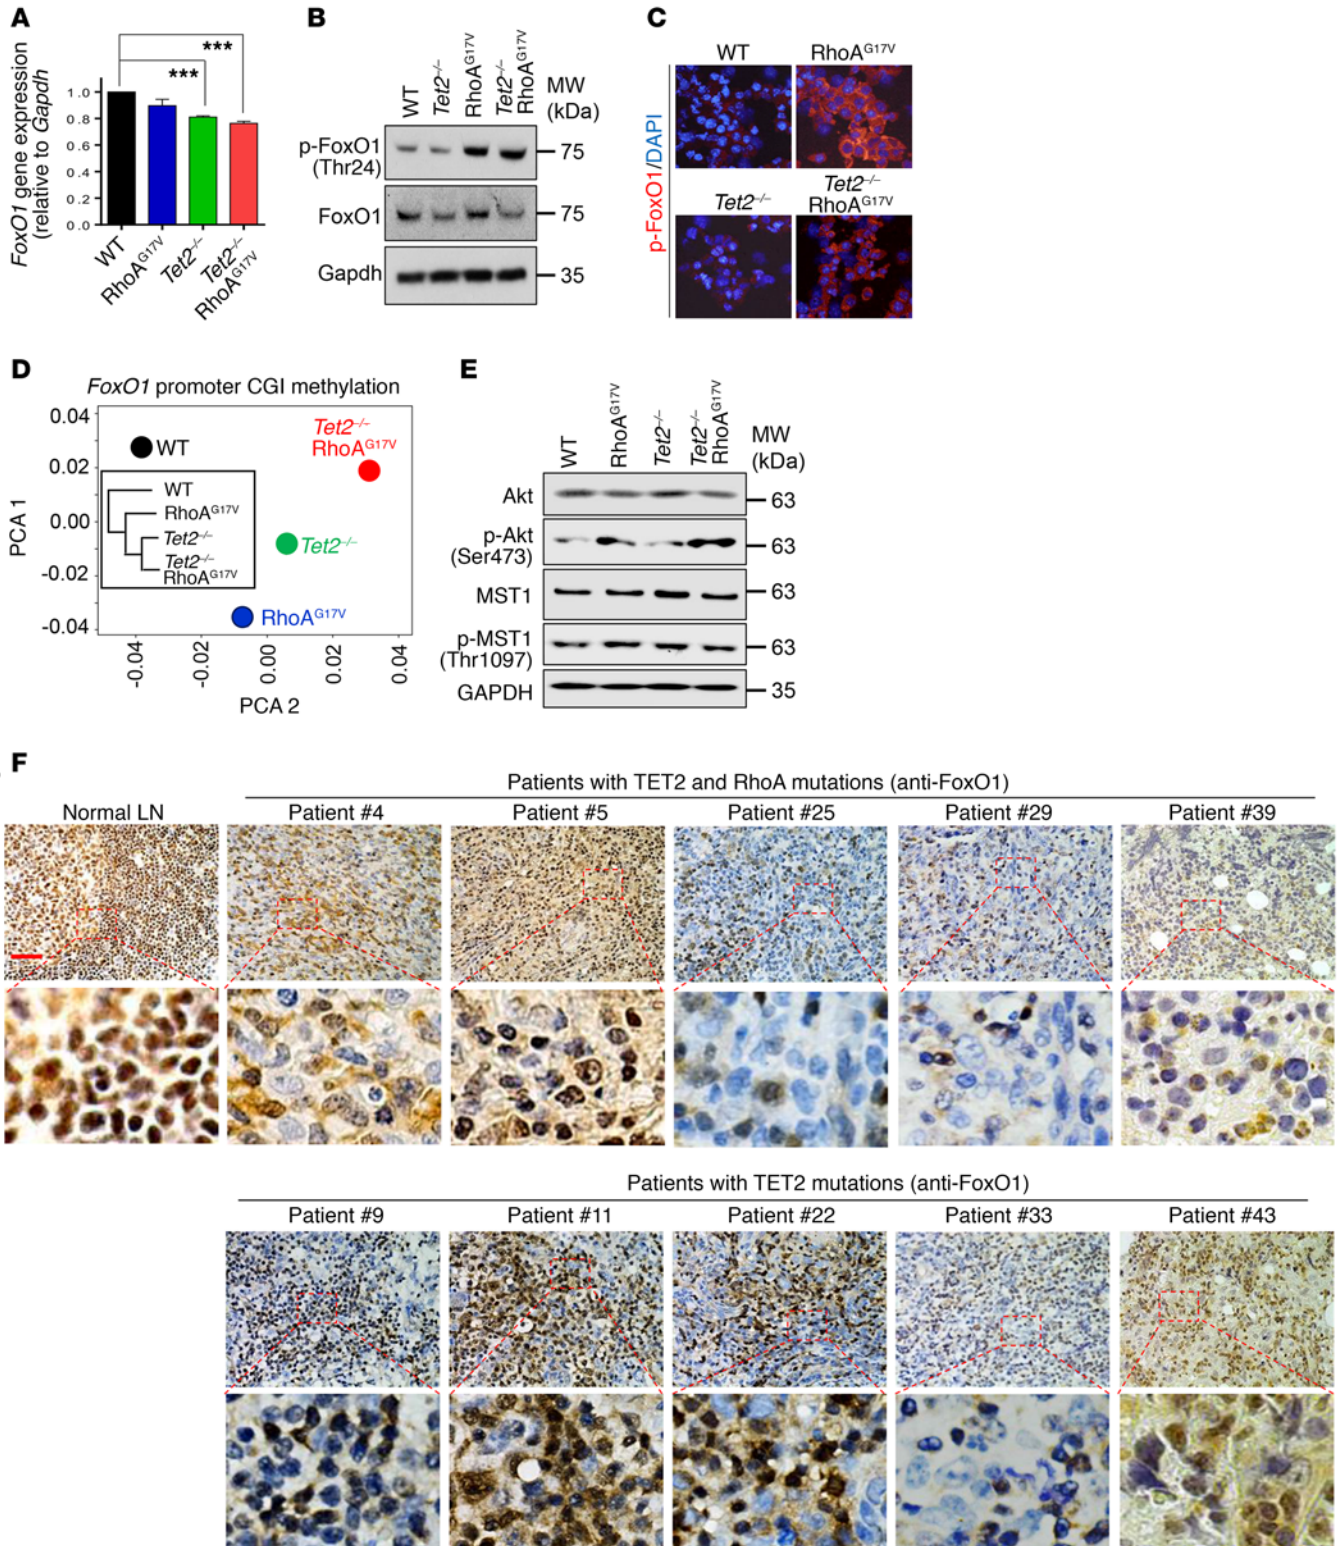 A
FoxO1 gene expression
(relative to Gapdh)
***
***
1.0
0.8
0.6
0.4
0.2
0.0
WT
RhoA^G17V
Tet2^–/–
Tet2^–/–
RhoA^G17V
B
WT
Tet2^–/–
RhoA^G17V
Tet2^–/–
RhoA^G17V
MW
(kDa)
p-FoxO1
(Thr24)
75
FoxO1
75
Gapdh
35
C
WT
RhoA^G17V
p-FoxO1/DAPI
Tet2^–/–
Tet2^–/–
RhoA^G17V
D
FoxO1 promoter CGI methylation
PCA 1
0.04
0.02
0.00
-0.02
-0.04
WT
Tet2^–/–
RhoA^G17V
WT
RhoA^G17V
Tet2^–/–
Tet2^–/–
RhoA^G17V
Tet2^–/–
RhoA^G17V
-0.04
-0.02
0.00
0.02
0.04
PCA 2
E
WT
RhoA^G17V
Tet2^–/–
Tet2^–/–
RhoA^G17V
MW
(kDa)
Akt
63
p-Akt
(Ser473)
63
MST1
63
p-MST1
(Thr1097)
63
GAPDH
35
F
Patients with TET2 and RhoA mutations (anti-FoxO1)
Normal LN
Patient #4
Patient #5
Patient #25
Patient #29
Patient #39
Patients with TET2 mutations (anti-FoxO1)
Patient #9
Patient #11
Patient #22
Patient #33
Patient #43